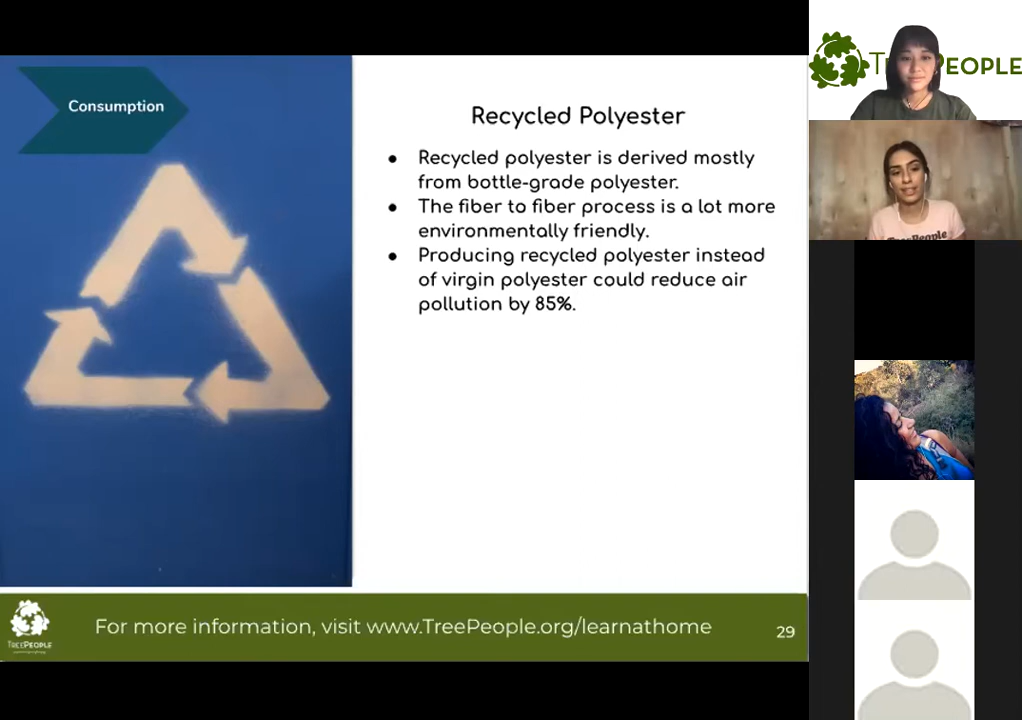 Consumption
Recycled Polyester
● Recycled polyester is derived mostly
from bottle-grade polyester.
● The fiber to fiber process is a lot more
environmentally friendly.
● Producing recycled polyester instead
of virgin polyester could reduce air
pollution by 85%.
TREEPEOPLE
For more information, visit www.TreePeople.org/learnathome
29
EOPLE
TreePeople